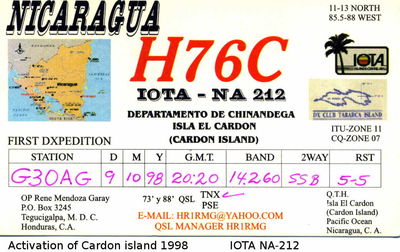 NICARAGUA
11-13 NORTH
85.5-88 WEST
H76C
IOTA
IOTA - NA 212
DEPARTAMENTO DE CHINANDEGA
ISLA EL CARDON
(CARDON ISLAND)
DX CLUB TABARCA ISLAND
FIRST DXPEDITION
ITU-ZONE 11
CQ-ZONE 07
STATION D M Y G.M.T. BAND 2WAY RST
G3OAG 9 10 98 20:20 14.260 SSB 5-5
OP Rene Mendoza Garay
P.O. Box 3245
Tegucigalpa, M. D. C.
Honduras, C.A.
73' y 88' QSL TNX
PSE
E-MAIL: HR1RMG@YAHOO.COM
QSL MANAGER HR1RMG
Q.T.H.
Isla El Cardon
(Cardon Island)
Pacific Ocean
Nicaragua, C. A.
Activation of Cardon island 1998 IOTA NA-212